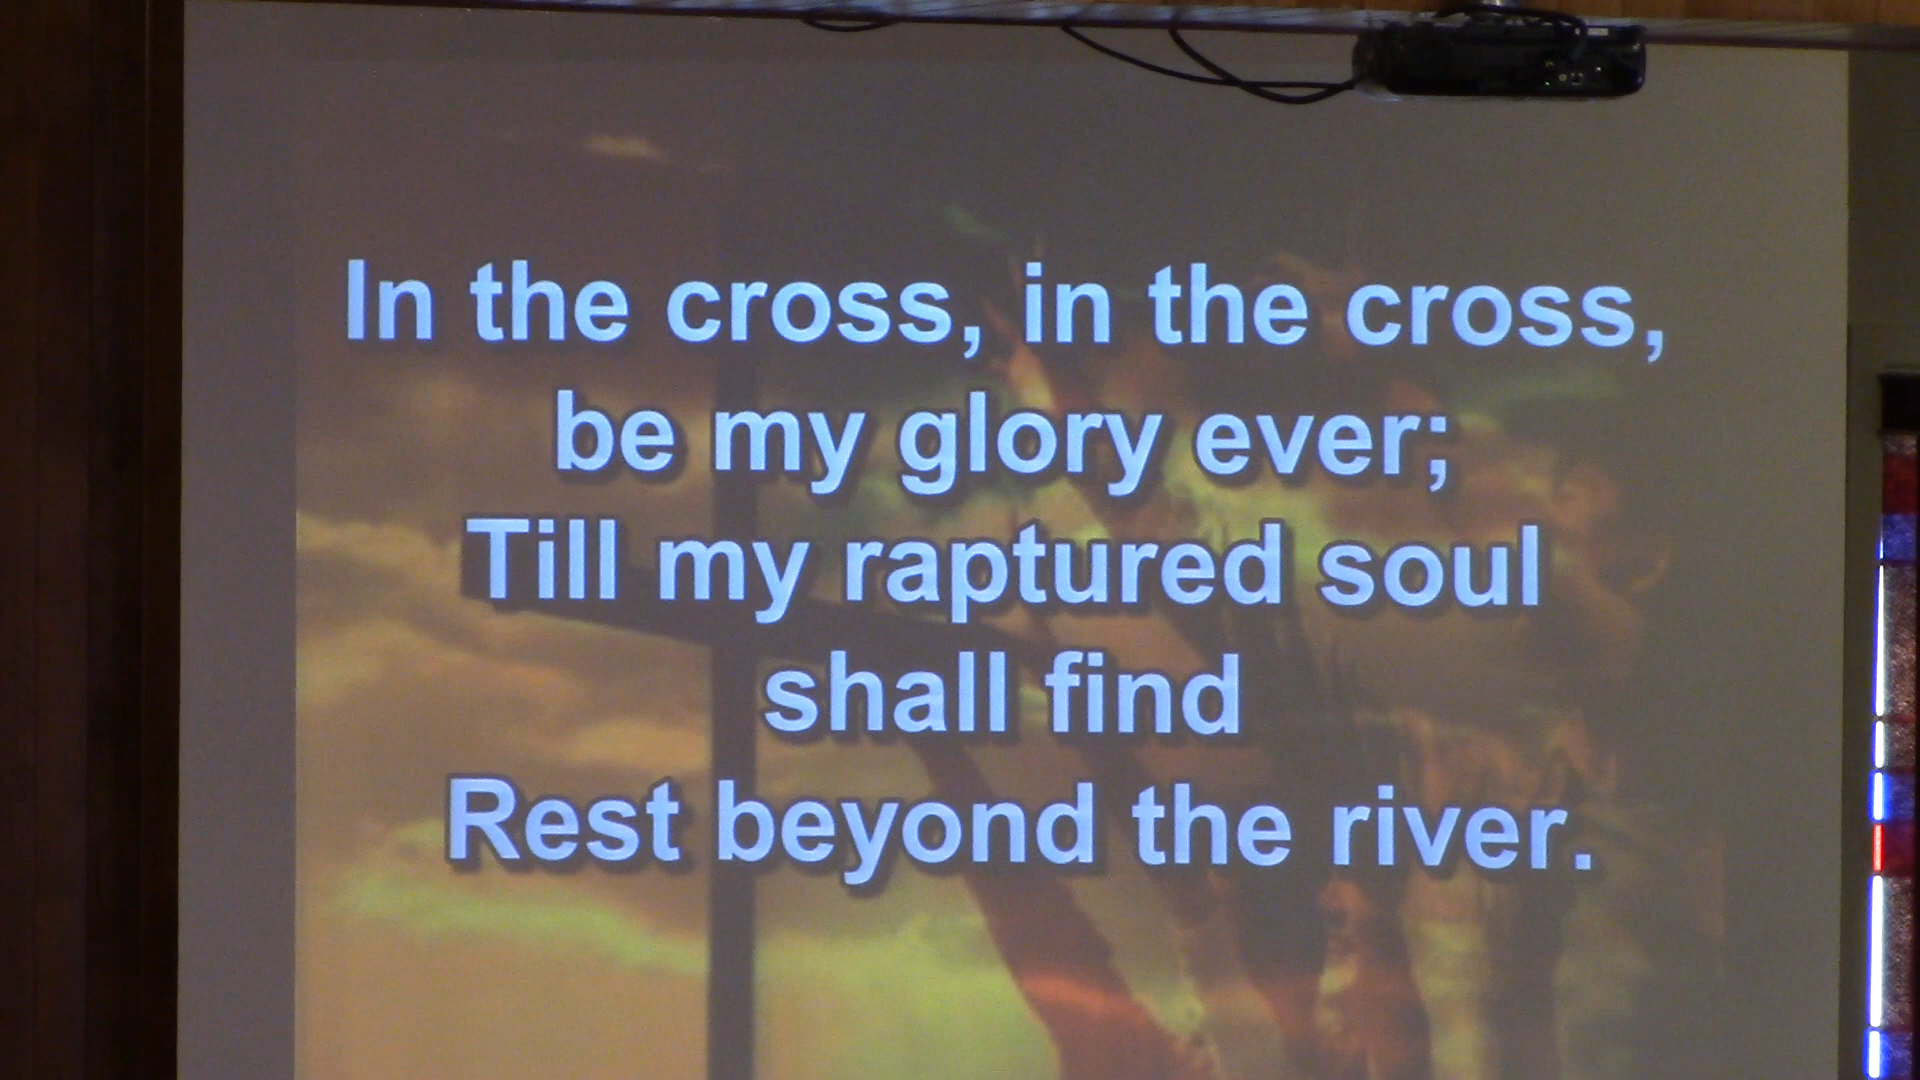 In the cross, in the cross,
be my glory ever;
Till my raptured soul
shall find
Rest beyond the river.